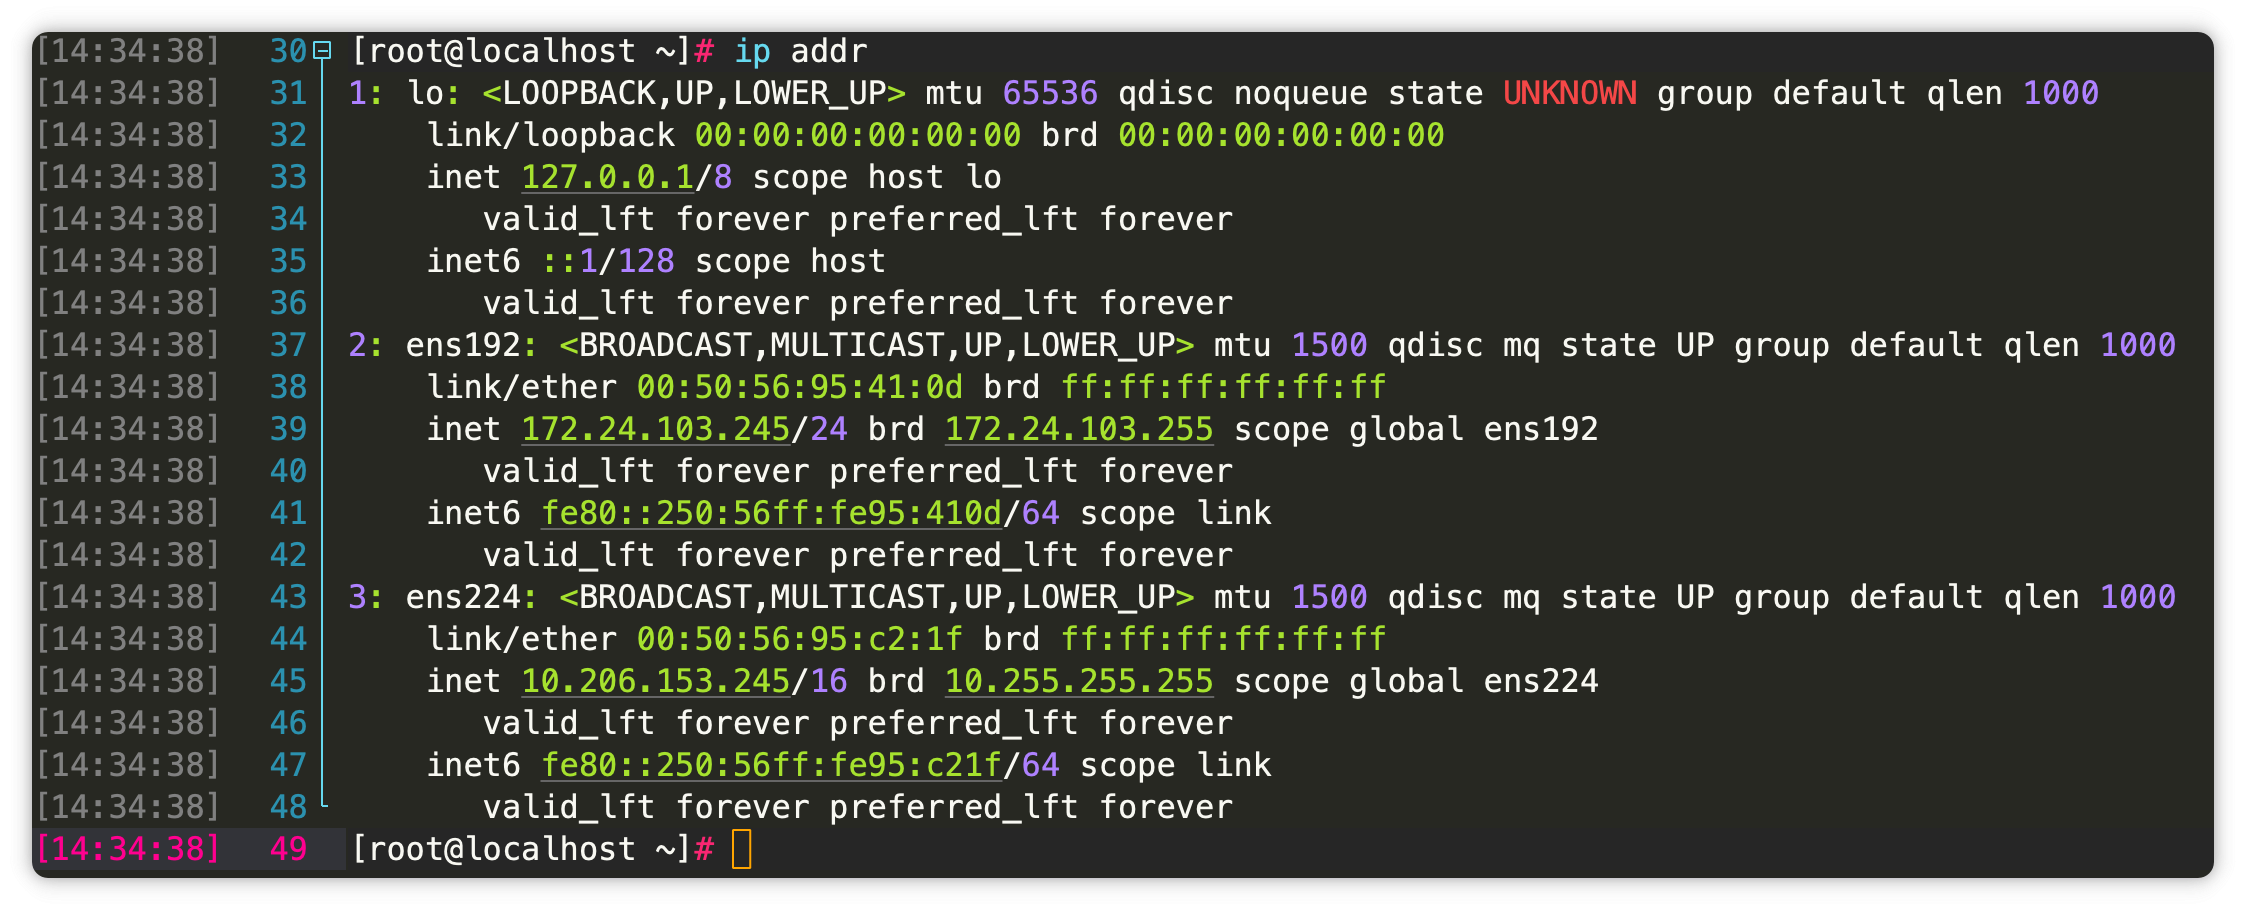 [14:34:38] 30 [root@localhost ~]# ip addr
[14:34:38] 31 1: lo: <LOOPBACK,UP,LOWER_UP> mtu 65536 qdisc noqueue state UNKNOWN group default qlen 1000
[14:34:38] 32 link/loopback 00:00:00:00:00:00 brd 00:00:00:00:00:00
[14:34:38] 33 inet 127.0.0.1/8 scope host lo
[14:34:38] 34 valid_lft forever preferred_lft forever
[14:34:38] 35 inet6 ::1/128 scope host
[14:34:38] 36 valid_lft forever preferred_lft forever
[14:34:38] 37 2: ens192: <BROADCAST,MULTICAST,UP,LOWER_UP> mtu 1500 qdisc mq state UP group default qlen 1000
[14:34:38] 38 link/ether 00:50:56:95:41:0d brd ff:ff:ff:ff:ff:ff
[14:34:38] 39 inet 172.24.103.245/24 brd 172.24.103.255 scope global ens192
[14:34:38] 40 valid_lft forever preferred_lft forever
[14:34:38] 41 inet6 fe80::250:56ff:fe95:410d/64 scope link
[14:34:38] 42 valid_lft forever preferred_lft forever
[14:34:38] 43 3: ens224: <BROADCAST,MULTICAST,UP,LOWER_UP> mtu 1500 qdisc mq state UP group default qlen 1000
[14:34:38] 44 link/ether 00:50:56:95:c2:1f brd ff:ff:ff:ff:ff:ff
[14:34:38] 45 inet 10.206.153.245/16 brd 10.255.255.255 scope global ens224
[14:34:38] 46 valid_lft forever preferred_lft forever
[14:34:38] 47 inet6 fe80::250:56ff:fe95:c21f/64 scope link
[14:34:38] 48 valid_lft forever preferred_lft forever
[14:34:38] 49 [root@localhost ~]#